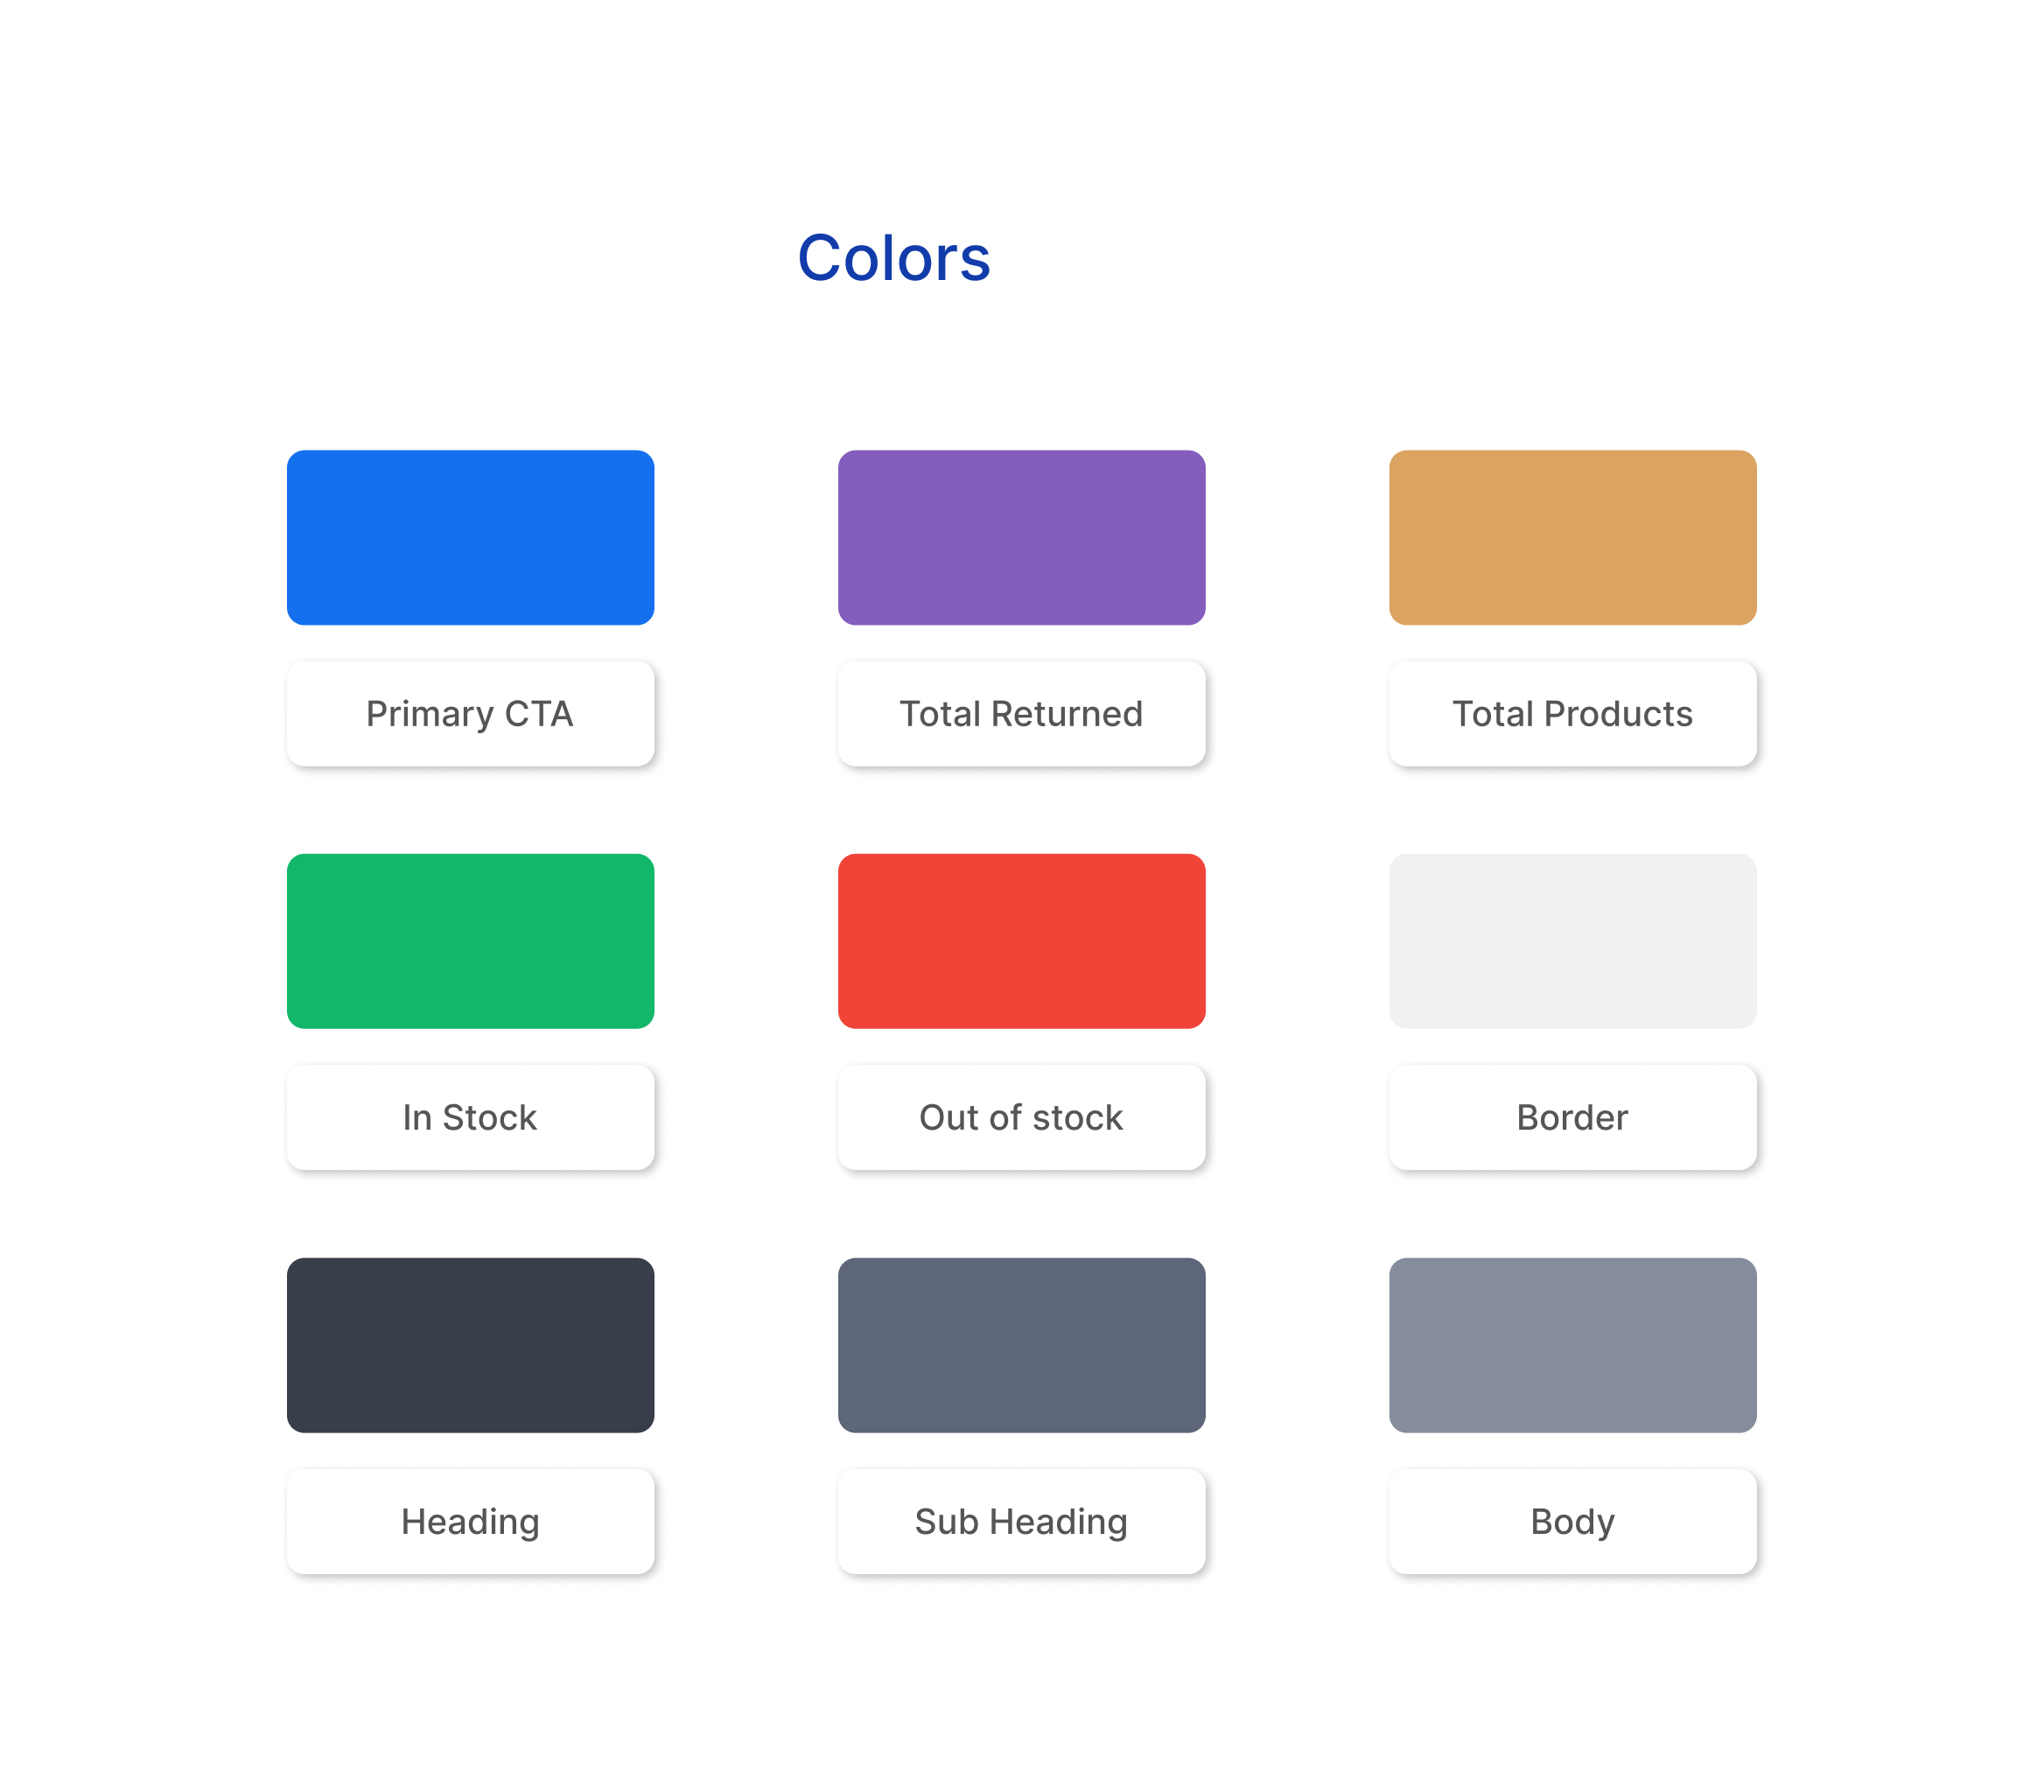 Colors
Primary CTA
Total Returned
Total Products
In Stock
Out of stock
Border
Heading
Sub Heading
Body